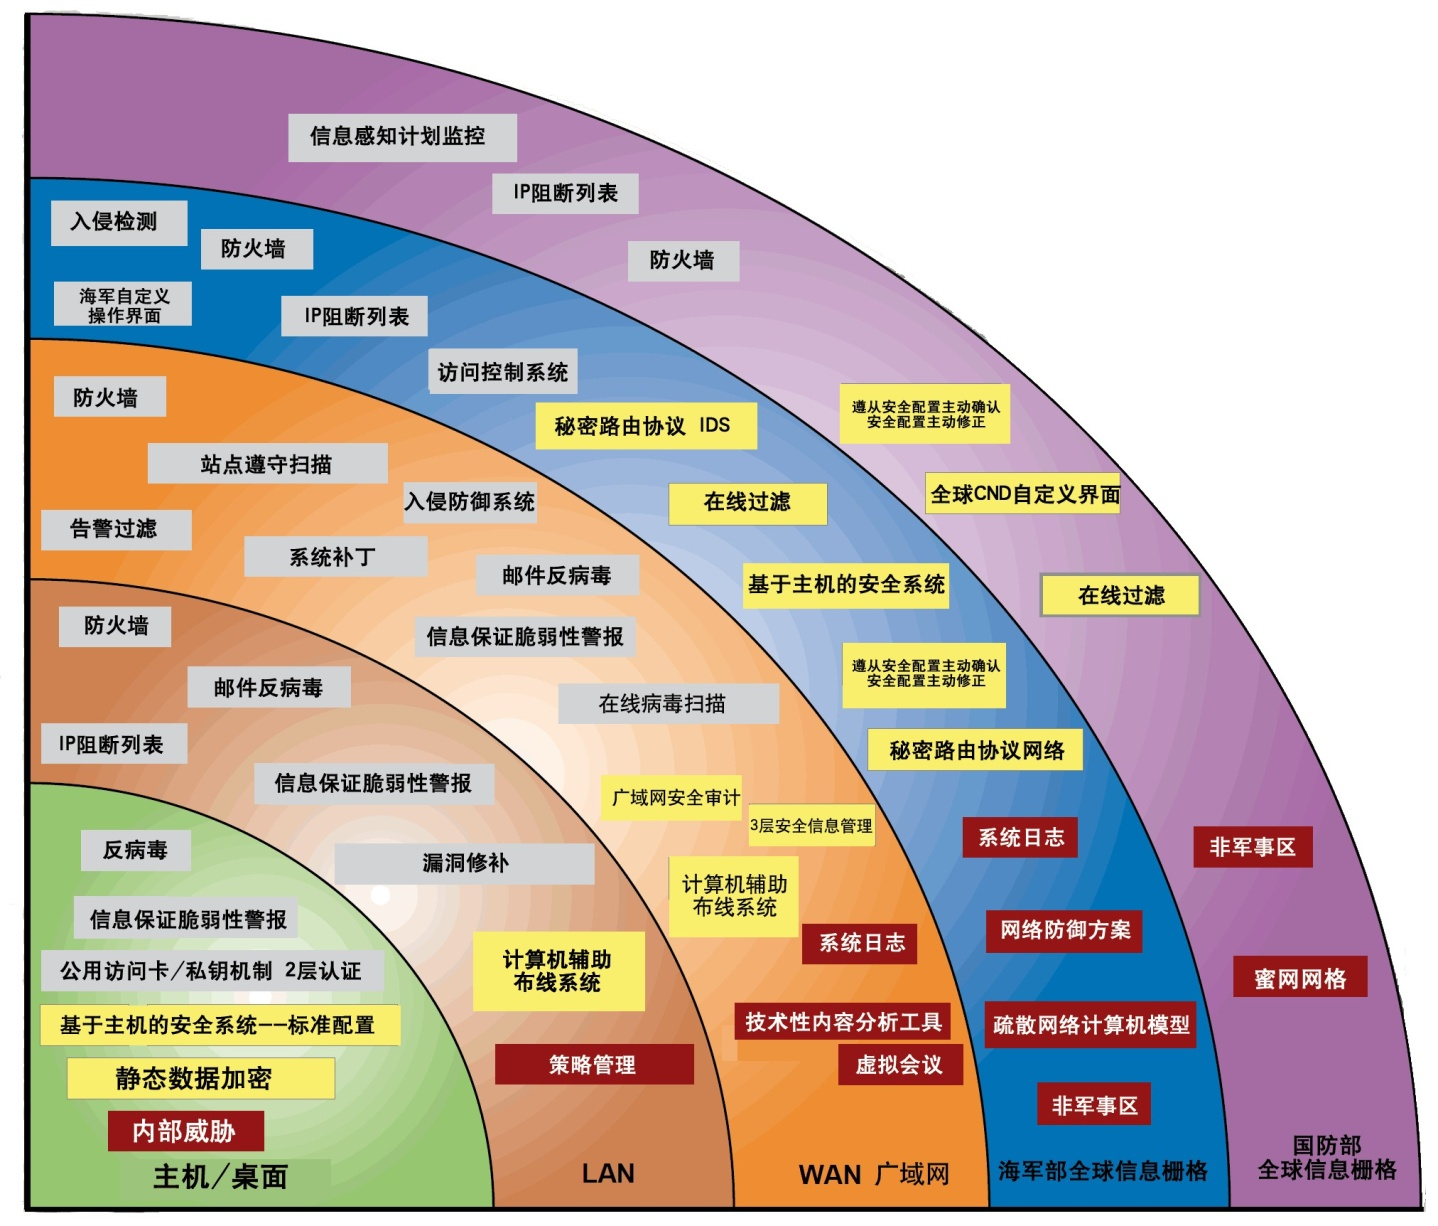 信息感知计划监控
IP阻断列表
防火墙
遵从安全配置主动确认
安全配置主动修正
全球CND自定义界面
在线过滤
非军事区
蜜网网格
国防部
全球信息栅格
入侵检测
防火墙
海军自定义
操作界面
IP阻断列表
访问控制系统
秘密路由协议 IDS
在线过滤
基于主机的安全系统
遵从安全配置主动确认
安全配置主动修正
秘密路由协议网络
系统日志
网络防御方案
疏散网络计算机模型
非军事区
海军部全球信息栅格
防火墙
站点遵守扫描
入侵防御系统
告警过滤
系统补丁
邮件反病毒
信息保证脆弱性警报
在线病毒扫描
广域网安全审计
3层安全信息管理
计算机辅助
布线系统
系统日志
技术性内容分析工具
虚拟会议
WAN 广域网
防火墙
邮件反病毒
IP阻断列表
信息保证脆弱性警报
漏洞修补
计算机辅助
布线系统
策略管理
LAN
反病毒
信息保证脆弱性警报
公用访问卡/私钥机制 2层认证
基于主机的安全系统--标准配置
静态数据加密
内部威胁
主机/桌面